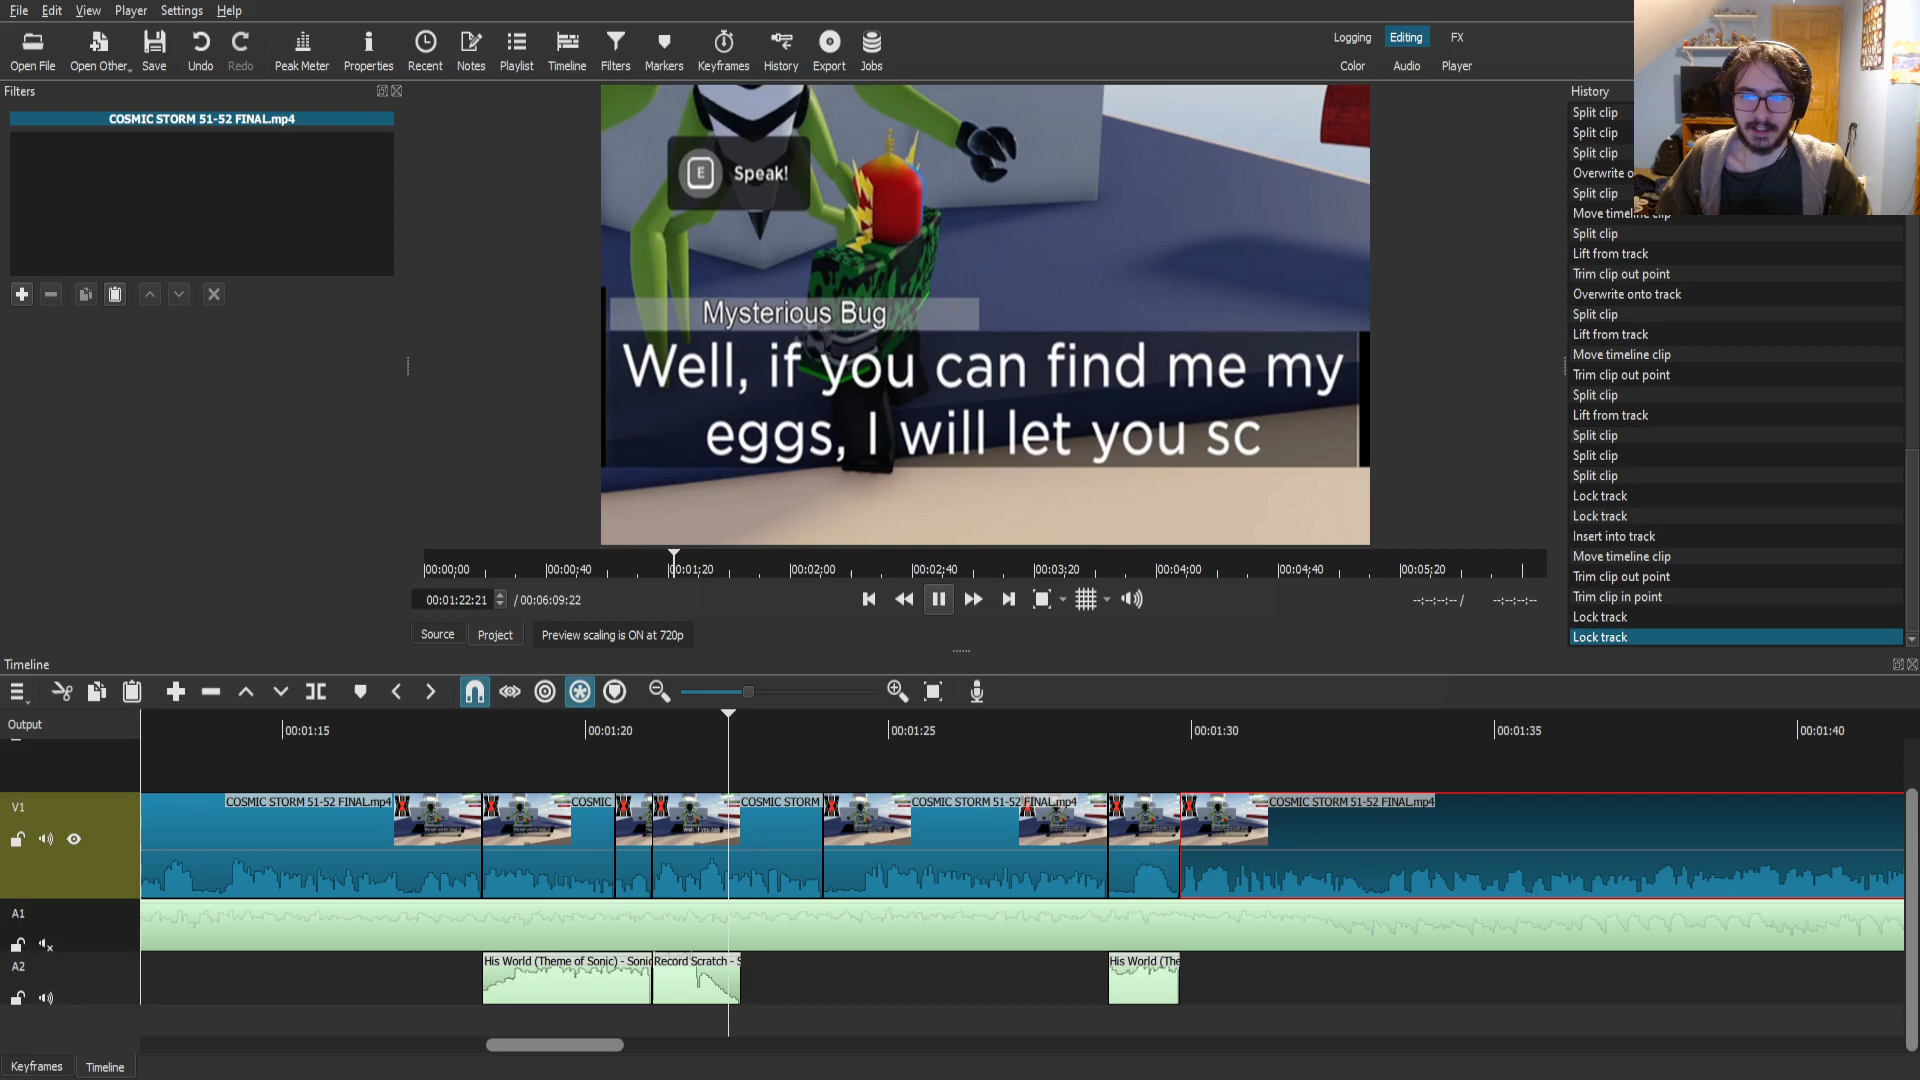 File Edit View Player Settings Help
Open File Open Other... Save Undo Redo Peak Meter Properties Recent Notes Playlist Timeline Filters Markers Keyframes History Export Jobs
Logging Editing FX
Color Audio Player
Filters
COSMIC STORM 51-52 FINAL.mp4
E Speak!
Mysterious Bug
Well, if you can find me my
eggs, I will let you sc
00:00:00 00:00:40 00:01:20 00:02:00 00:02:40 00:03:20 00:04:00 00:04:40 00:05:20
00:01:22:21 / 00:06:09:22
--:--:--:-- / --:--:--:--
Source Project Preview scaling is ON at 720p
History
Split clip
Split clip
Split clip
Overwrite o
Split clip
Move timeline clip
Split clip
Lift from track
Trim clip out point
Overwrite onto track
Split clip
Lift from track
Move timeline clip
Trim clip out point
Split clip
Lift from track
Split clip
Split clip
Split clip
Lock track
Lock track
Insert into track
Move timeline clip
Trim clip out point
Trim clip in point
Lock track
Lock track
Timeline
Output
00:01:15 00:01:20 00:01:25 00:01:30 00:01:35 00:01:40
V1
COSMIC STORM 51-52 FINAL.mp4 COSMIC COSMIC STORM COSMIC STORM 51-52 FINAL.mp4 COSMIC STORM 51-52 FINAL.mp4
A1
A2
His World (Theme of Sonic) - Sonic Record Scratch - S His World (The
Keyframes Timeline